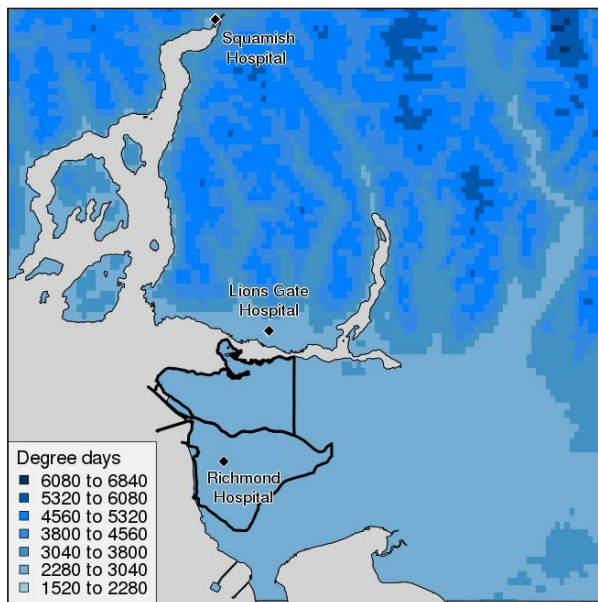 Squamish
Hospital
Lions Gate
Hospital
Richmond
Hospital
Degree days
6080 to 6840
5320 to 6080
4560 to 5320
3800 to 4560
3040 to 3800
2280 to 3040
1520 to 2280